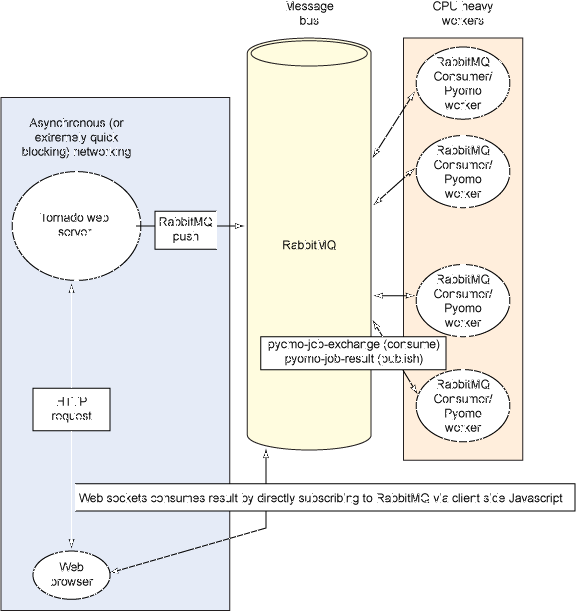 Message
bus
CPU heavy
workers
RabbitMQ
Consumer/
Pyomo
worker
Asynchronous (or
extremely quick
blocking) networking
RabbitMQ
Consumer/
Pyomo
worker
Tornado web
server
RabbitMQ
push
RabbitMQ
RabbitMQ
Consumer/
Pyomo
worker
pyomo-job-exchange (consume)
pyomo-job-result (publish)
RabbitMQ
Consumer/
Pyomo
worker
HTTP
request
Web sockets consumes result by directly subscribing to RabbitMQ via client side Javascript
Web
browser